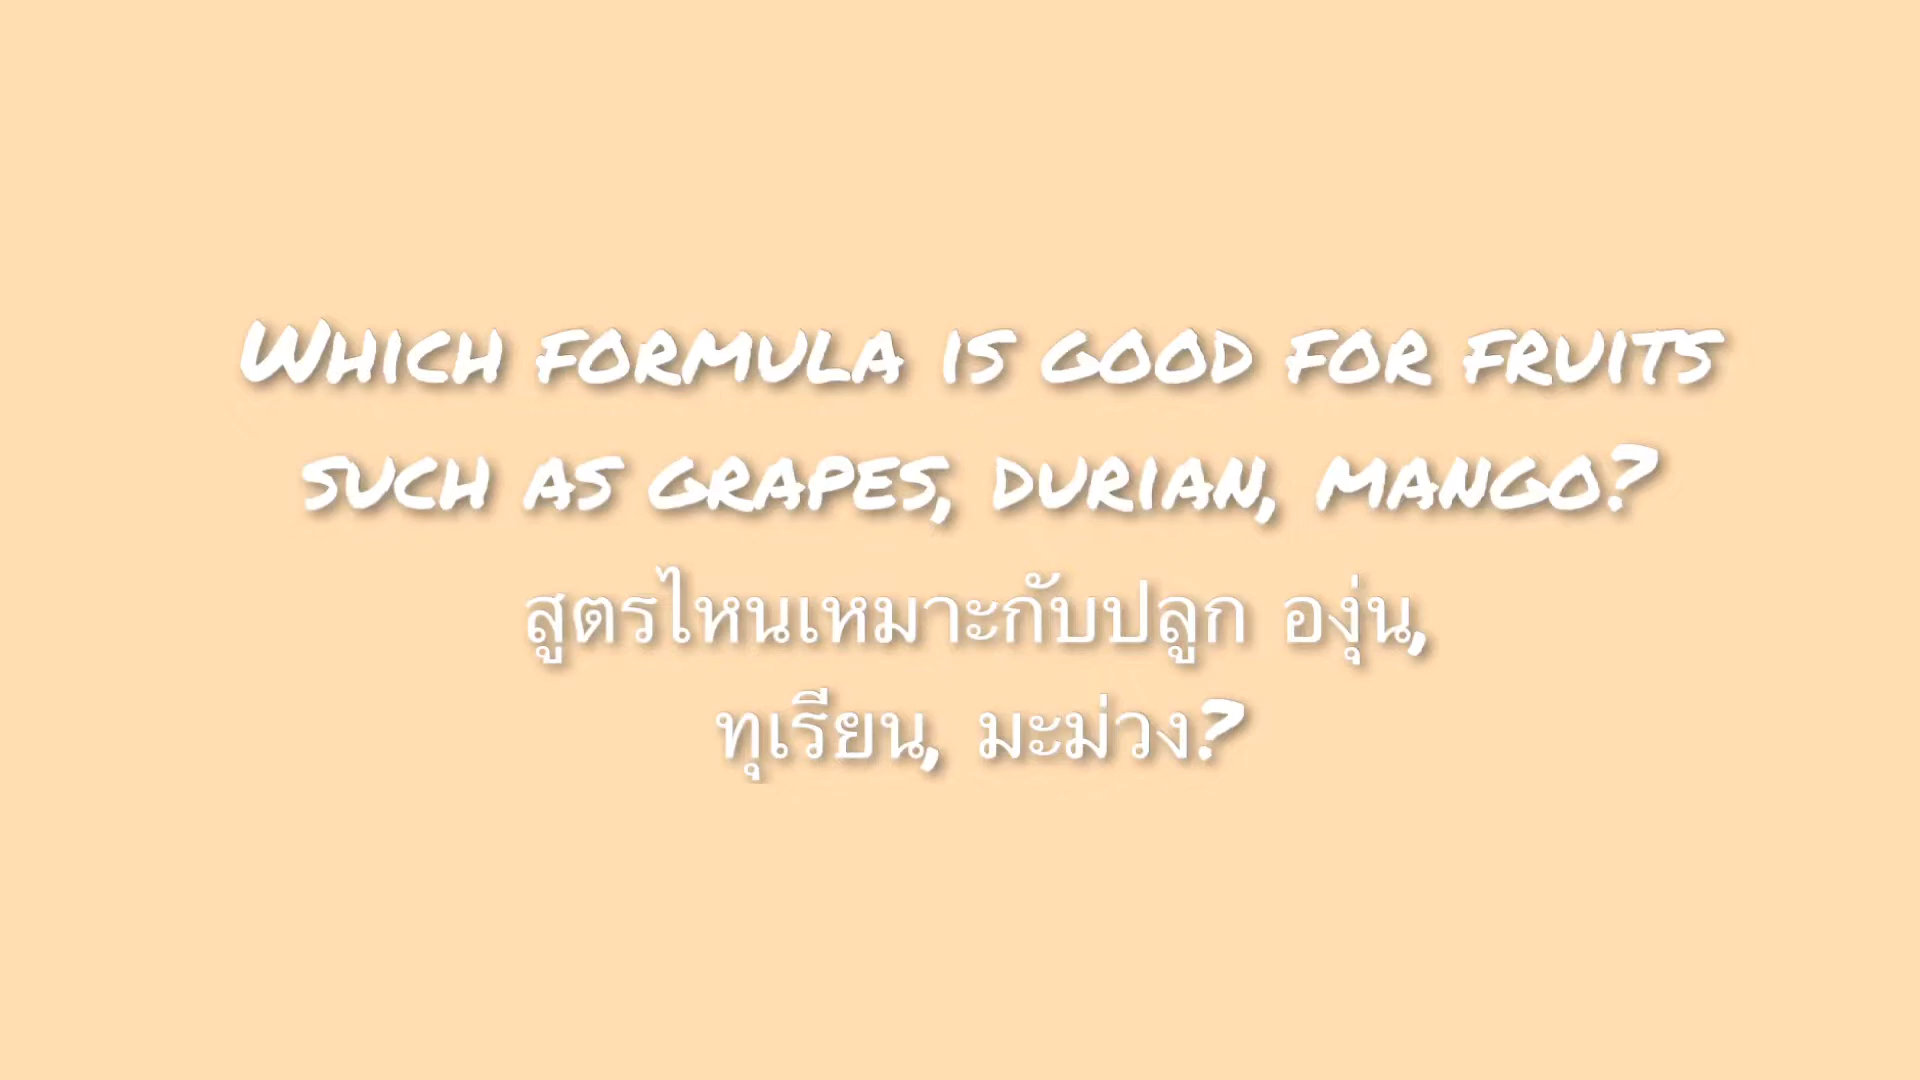 Which formula is good for fruits
such as grapes, durian, mango?
สูตรไหนเหมาะกับปลูก องุ่น,
ทุเรียน, มะม่วง?